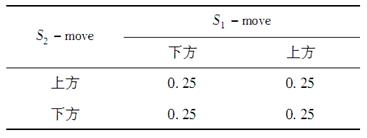 S₁ – move
S₂ – move
下方 上方
上方 0.25 0.25
下方 0.25 0.25